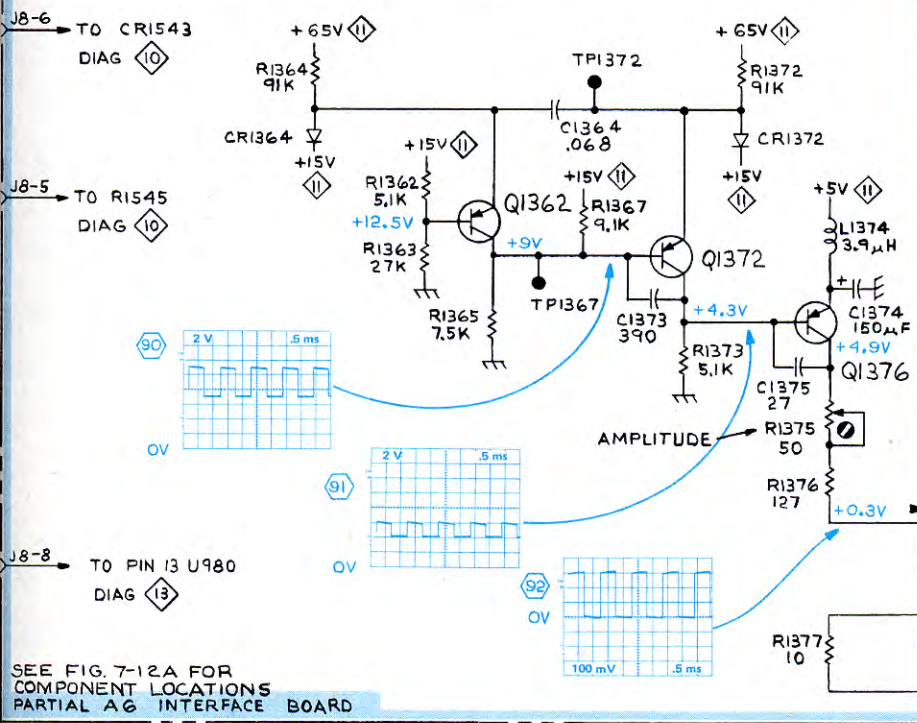 J8-6
TO CR1543
DIAG 10
+65V 11
R1364
91K
TP1372
+65V 11
R1372
91K
CR1364
+15V
11
C1364
.068
CR1372
+15V
11
J8-5
TO R1545
DIAG 10
+15V 11
R1362
5.1K
+12.5V
R1363
27K
Q1362
+15V 11
R1367
9.1K
+9V
TP1367
R1365
7.5K
Q1372
C1373
390
+4.3V
R1373
5.1K
+5V 11
L1374
3.9μH
+
C1374
150μF
+4.9V
Q1376
C1375
27
AMPLITUDE
R1375
50
R1376
127
+0.3V
90
2 V .5 ms
0V
91
2 V .5 ms
0V
92
0V
100 mV .5 ms
J8-8
TO PIN 13 U980
DIAG 13
R1377
10
SEE FIG. 7-12A FOR
COMPONENT LOCATIONS
PARTIAL A6 INTERFACE BOARD